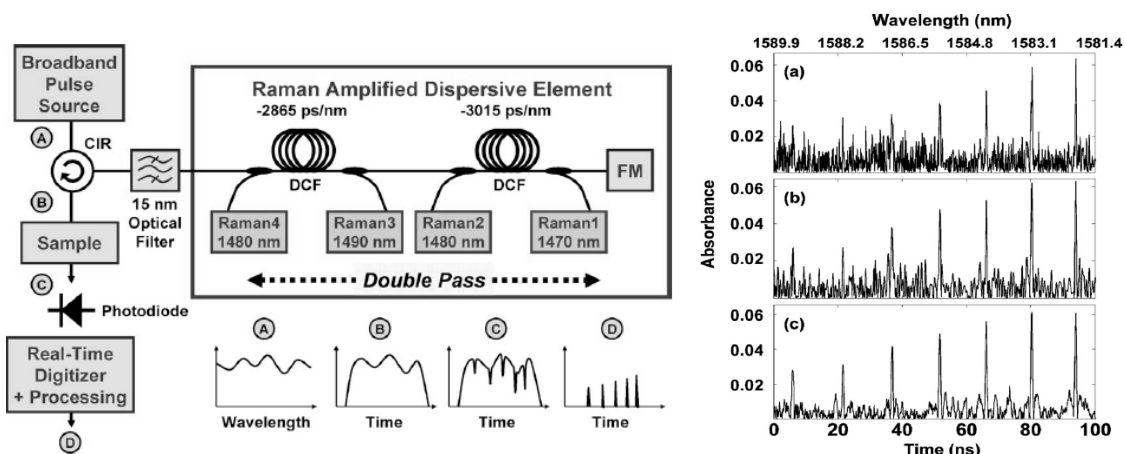 Broadband
Pulse
Source
A
CIR
B
Sample
C
Photodiode
Real-Time
Digitizer
+ Processing
D
15 nm
Optical
Filter
Raman Amplified Dispersive Element
-2865 ps/nm
-3015 ps/nm
DCF
DCF
FM
Raman4
1480 nm
Raman3
1490 nm
Raman2
1480 nm
Raman1
1470 nm
Double Pass
A
B
C
D
Wavelength
Time
Time
Time
Wavelength (nm)
1589.9 1588.2 1586.5 1584.8 1583.1 1581.4
(a)
0.06
0.04
0.02
(b)
0.06
0.04
0.02
(c)
0.06
0.04
0.02
Absorbance
0 20 40 60 80 100
Time (ns)